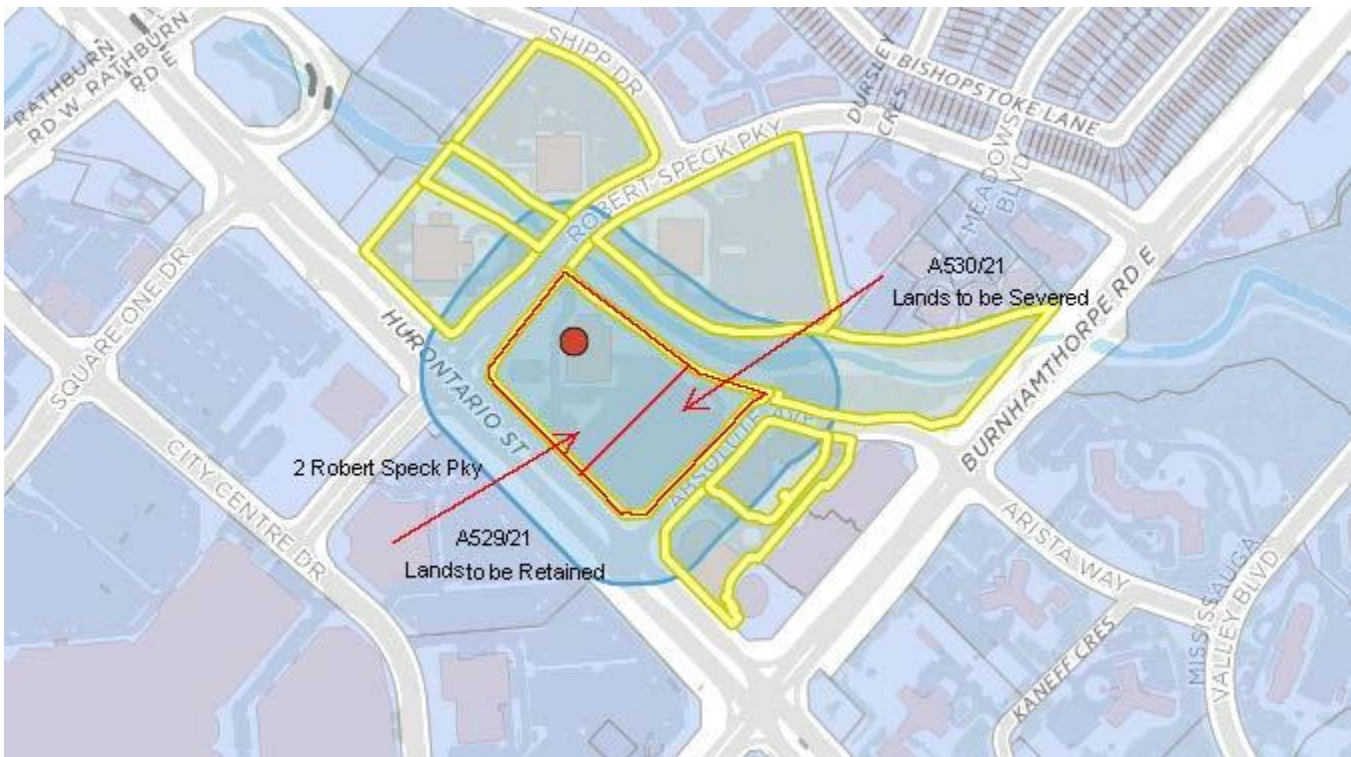 RATHBURN
RD W
RATHBURN
RD E
SHIPP DR
DURSLEY
CRES
BISHOPSTOKE LANE
MEADOWS
BLVD
ROBERT SPECK PKY
A530/21
Lands to be Severed
SQUARE ONE DR
HURONTARIO ST
BURNHAMTHORPE RD E
2 Robert Speck Pky
ABSOLUTE AVE
CITY CENTRE DR
A529/21
Lands to be Retained
ARISTA WAY
MISSISSAUGA
VALLEY BLVD
KANEFF CRES